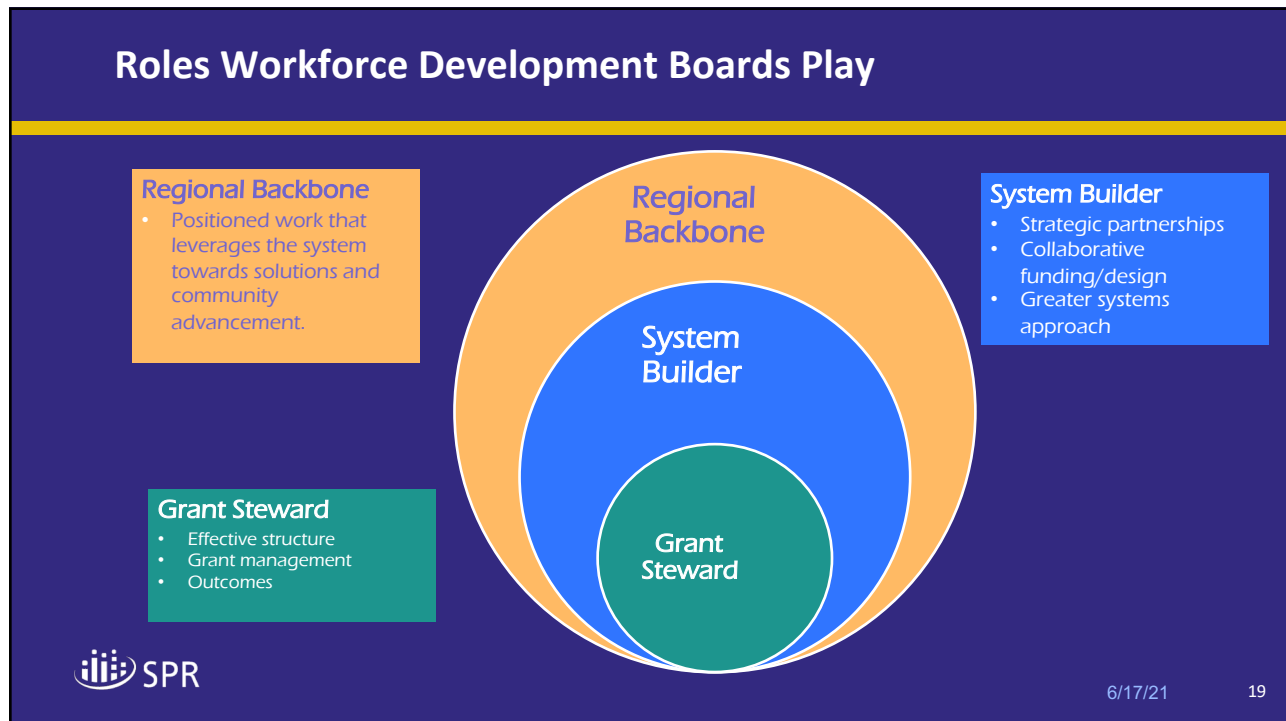 Roles Workforce Development Boards Play
Regional Backbone
• Positioned work that
leverages the system
towards solutions and
community
advancement.
Regional
Backbone
System Builder
• Strategic partnerships
• Collaborative
funding/design
• Greater systems
approach
System
Builder
Grant Steward
• Effective structure
• Grant management
• Outcomes
Grant
Steward
SPR
6/17/21
19